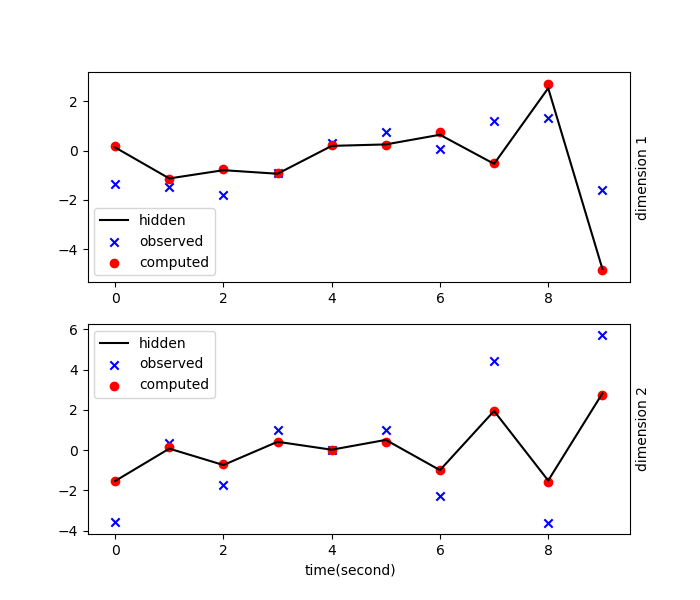 2
0
−2
−4
hidden
observed
computed
0 2 4 6 8
dimension 1
6
4
2
0
−2
−4
hidden
observed
computed
0 2 4 6 8
time(second)
dimension 2